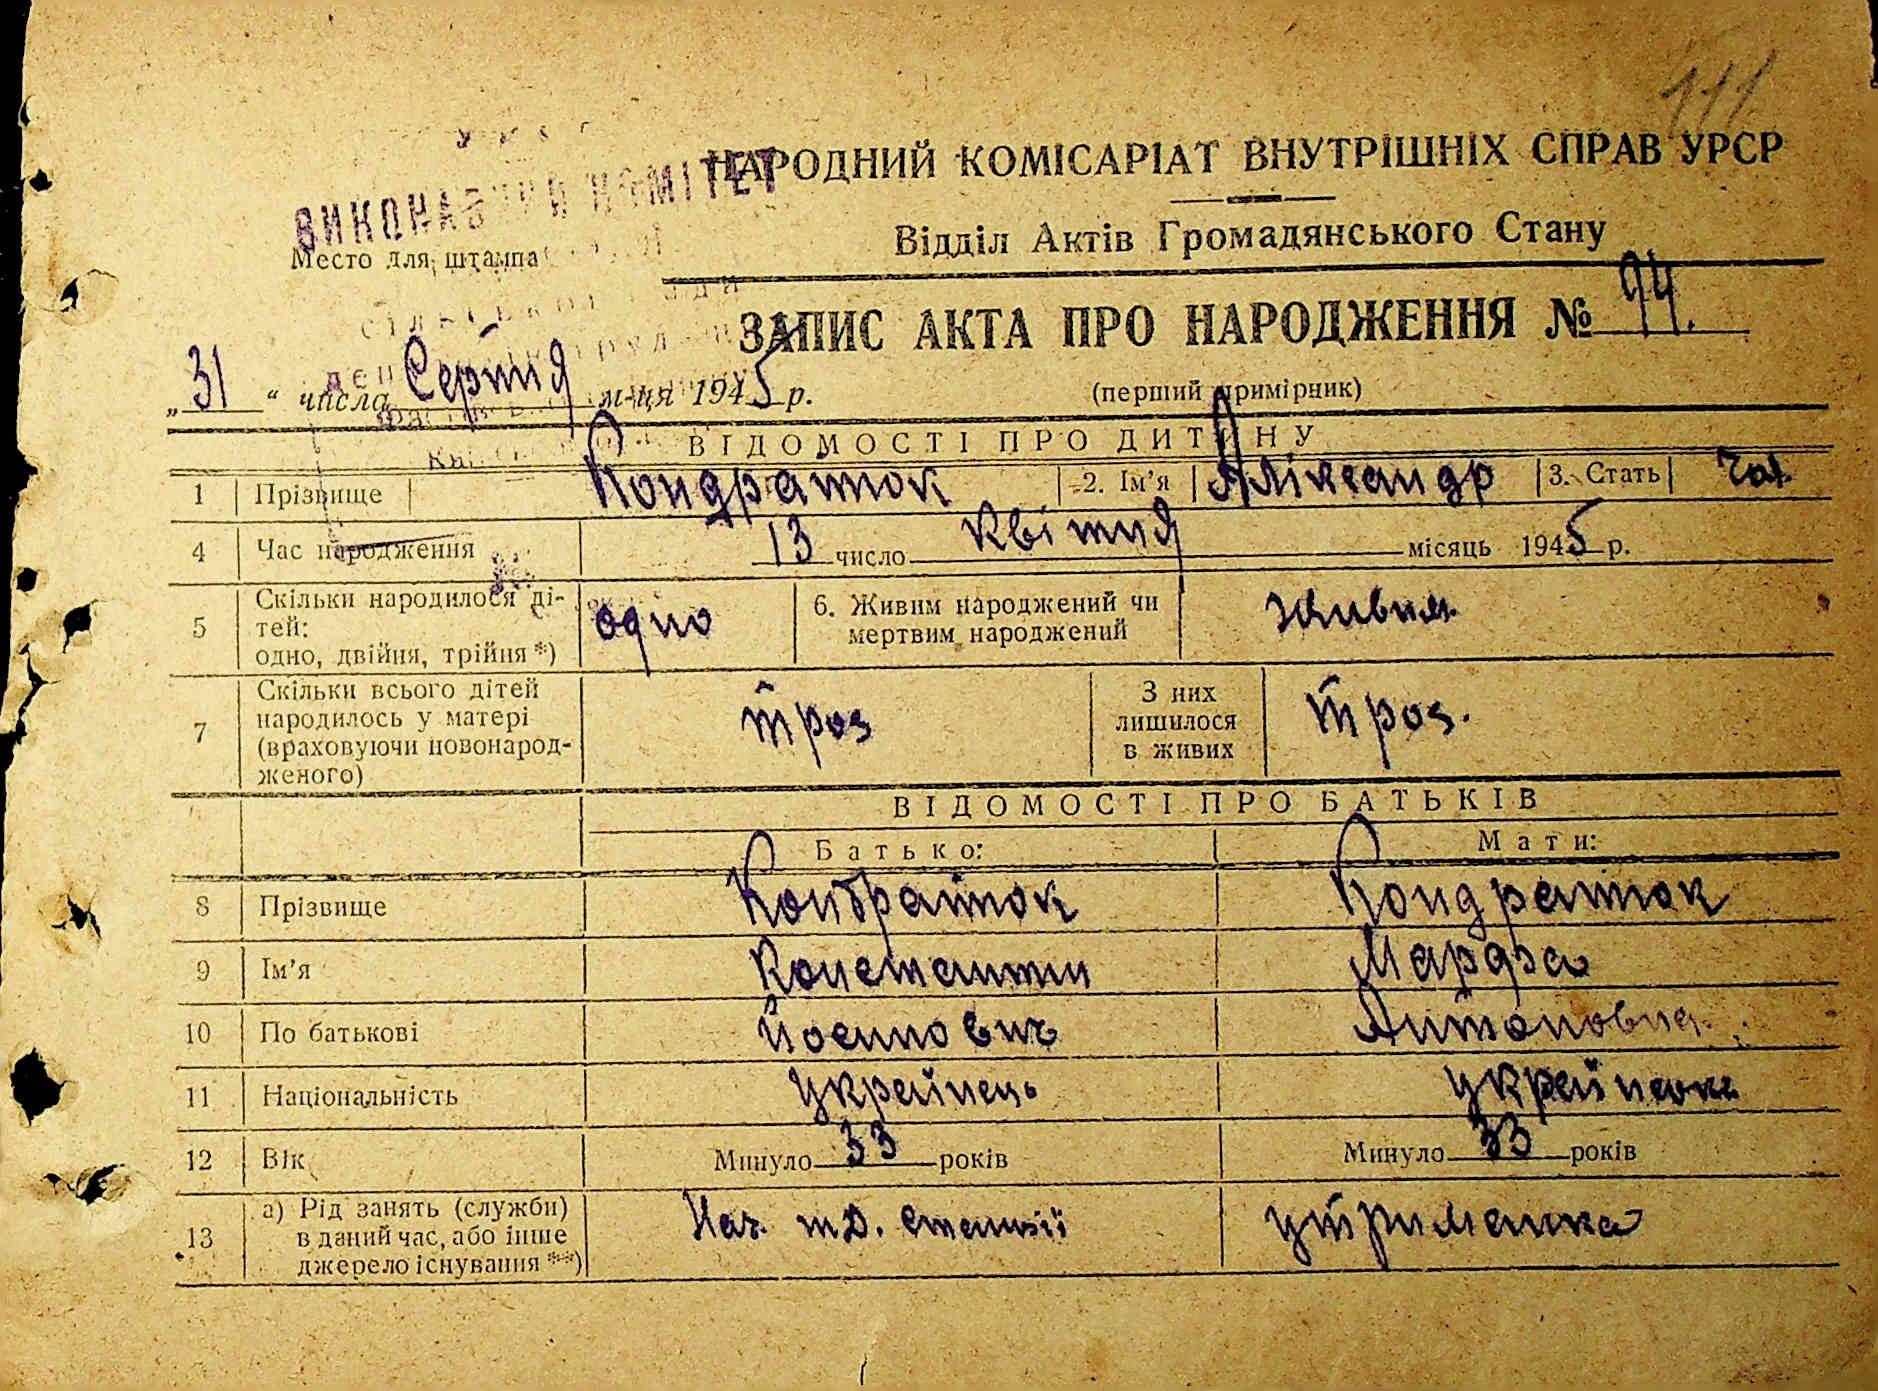 111
НАРОДНИЙ КОМІСАРІАТ ВНУТРІШНІХ СПРАВ УРСР
ВИКОНАВЧИЙ КОМІТЕТ
Место для штампа
Відділ Актів Громадянського Стану
ЗАПИС АКТА ПРО НАРОДЖЕННЯ № 94.
„31“ числа Серпня м-ця 1945 р.
(перший примірник)
ВІДОМОСТІ ПРО ДИТИНУ
1 Прізвище Кондратюк 2. Ім'я Александр 3. Стать чол.
4 Час народження 13 число Квітня місяць 1945 р.
5 Скільки народилося ді-
тей:
одно, двійня, трійня *) одно
6. Живим народжений чи
мертвим народжений живим
7 Скільки всього дітей
народилось у матері
(враховуючи новонарод-
женого) троє
З них
лишилося
в живих троє.
ВІДОМОСТІ ПРО БАТЬКІВ
Батько: Мати:
8 Прізвище Кондратюк Кондратюк
9 Ім'я Константин Марфа
10 По батькові Йосипович Антоновна
11 Національність Українець Українка
12 Вік Минуло 33 років Минуло 33 років
13 а) Рід занять (служби)
в даний час, або інше
джерело існування **) Нач. станції утриманка